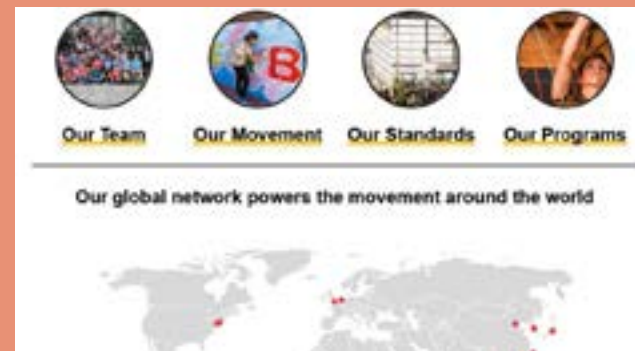 B
Our Team Our Movement Our Standards Our Programs
Our global network powers the movement around the world